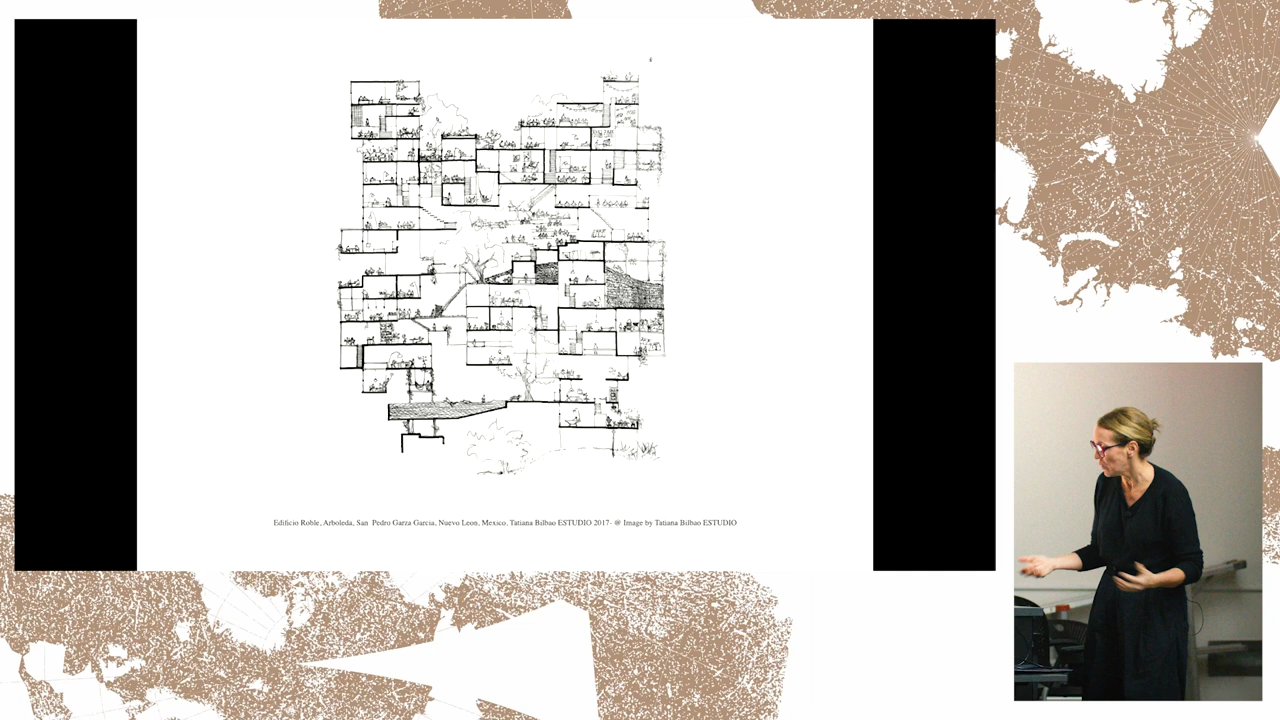 Edificio Roble, Arboleda, San Pedro Garza Garcia, Nuevo Leon, Mexico, Tatiana Bilbao ESTUDIO 2017- @ Image by Tatiana Bilbao ESTUDIO